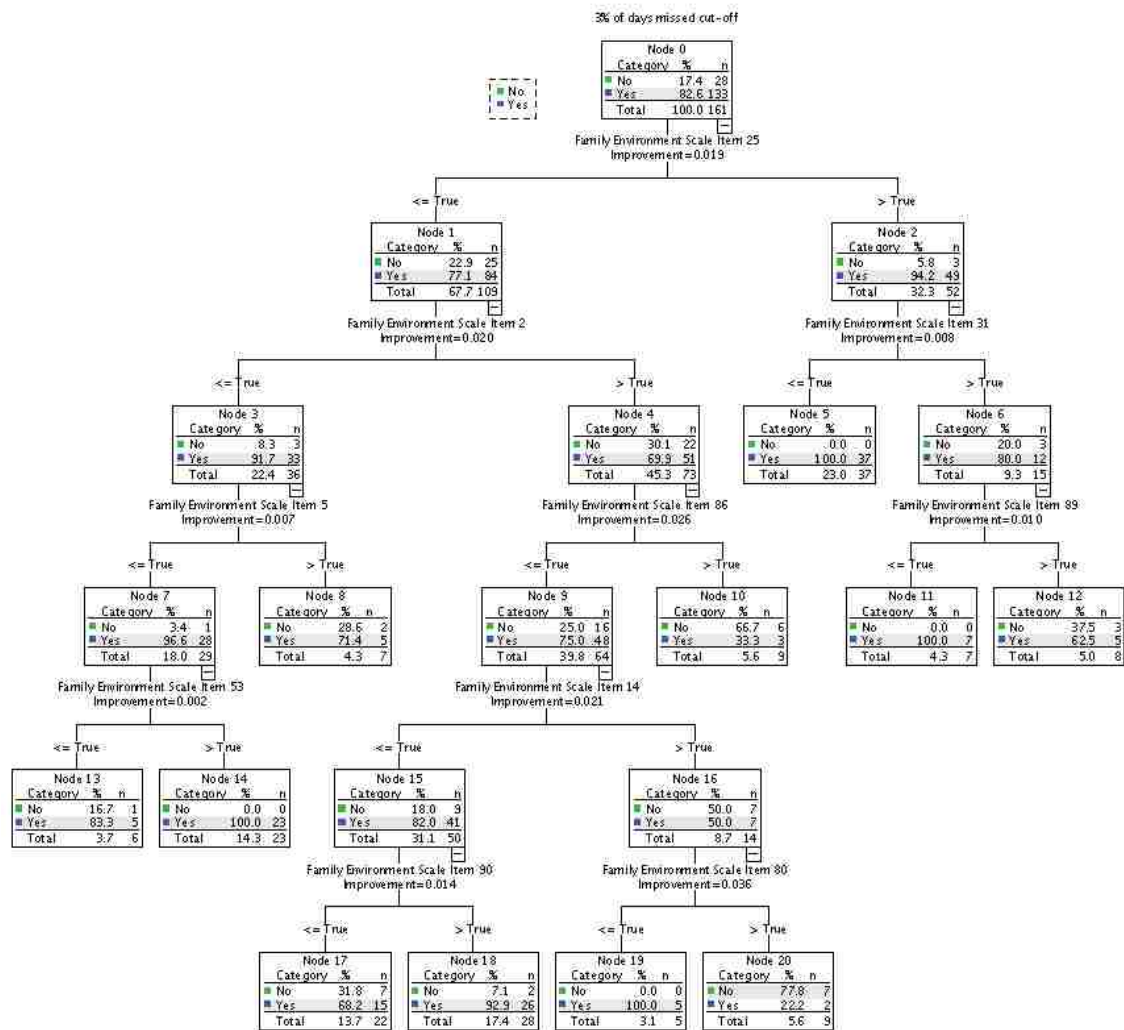 3% of days missed cut-off
No
Yes
Node 0
Category % n
No 17.4 28
Yes 82.6 133
Total 100.0 161
Family Environment Scale Item 25
Improvement=0.019
<= True
> True
Node 1
Category % n
No 22.9 25
Yes 77.1 84
Total 67.7 109
Node 2
Category % n
No 5.8 3
Yes 94.2 49
Total 32.3 52
Family Environment Scale Item 2
Improvement=0.020
Family Environment Scale Item 31
Improvement=0.008
<= True
> True
<= True
> True
Node 3
Category % n
No 8.3 3
Yes 91.7 33
Total 22.4 36
Node 4
Category % n
No 30.1 22
Yes 69.9 51
Total 45.3 73
Node 5
Category % n
No 0.0 0
Yes 100.0 37
Total 23.0 37
Node 6
Category % n
No 20.0 3
Yes 80.0 12
Total 9.3 15
Family Environment Scale Item 5
Improvement=0.007
Family Environment Scale Item 86
Improvement=0.026
Family Environment Scale Item 89
Improvement=0.010
<= True
> True
<= True
> True
<= True
> True
Node 7
Category % n
No 3.4 1
Yes 96.6 28
Total 18.0 29
Node 8
Category % n
No 28.6 2
Yes 71.4 5
Total 4.3 7
Node 9
Category % n
No 25.0 16
Yes 75.0 48
Total 39.8 64
Node 10
Category % n
No 66.7 6
Yes 33.3 3
Total 5.6 9
Node 11
Category % n
No 0.0 0
Yes 100.0 7
Total 4.3 7
Node 12
Category % n
No 37.5 3
Yes 62.5 5
Total 5.0 8
Family Environment Scale Item 53
Improvement=0.002
Family Environment Scale Item 14
Improvement=0.021
<= True
> True
<= True
> True
Node 13
Category % n
No 16.7 1
Yes 83.3 5
Total 3.7 6
Node 14
Category % n
No 0.0 0
Yes 100.0 23
Total 14.3 23
Node 15
Category % n
No 18.0 9
Yes 82.0 41
Total 31.1 50
Node 16
Category % n
No 50.0 7
Yes 50.0 7
Total 8.7 14
Family Environment Scale Item 90
Improvement=0.014
Family Environment Scale Item 80
Improvement=0.036
<= True
> True
<= True
> True
Node 17
Category % n
No 31.8 7
Yes 68.2 15
Total 13.7 22
Node 18
Category % n
No 7.1 2
Yes 92.9 26
Total 17.4 28
Node 19
Category % n
No 0.0 0
Yes 100.0 5
Total 3.1 5
Node 20
Category % n
No 77.8 7
Yes 22.2 2
Total 5.6 9